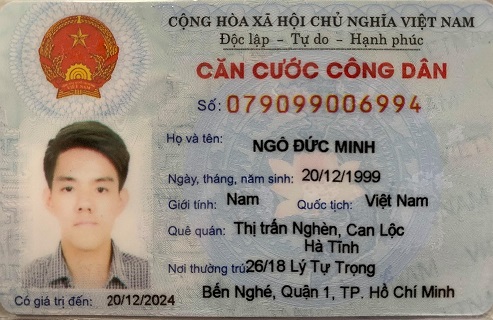 CỘNG HÒA XÃ HỘI CHỦ NGHĨA VIỆT NAM
Độc lập - Tự do - Hạnh phúc
CĂN CƯỚC CÔNG DÂN
Số: 079099006994
Họ và tên:
NGÔ ĐỨC MINH
Ngày, tháng, năm sinh: 20/12/1999
Giới tính: Nam Quốc tịch: Việt Nam
Quê quán: Thị trấn Nghèn, Can Lộc
Hà Tĩnh
Nơi thường trú: 26/18 Lý Tự Trọng
Bến Nghé, Quận 1, TP. Hồ Chí Minh
Có giá trị đến: 20/12/2024